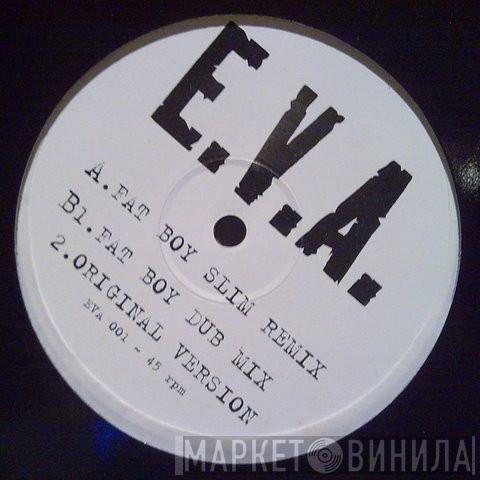 E.V.A.
A. FAT BOY SLIM REMIX
B1. FAT BOY DUB MIX
2. ORIGINAL VERSION
EVA 001 ~ 45 rpm
МАРКЕТ ВИНИЛА